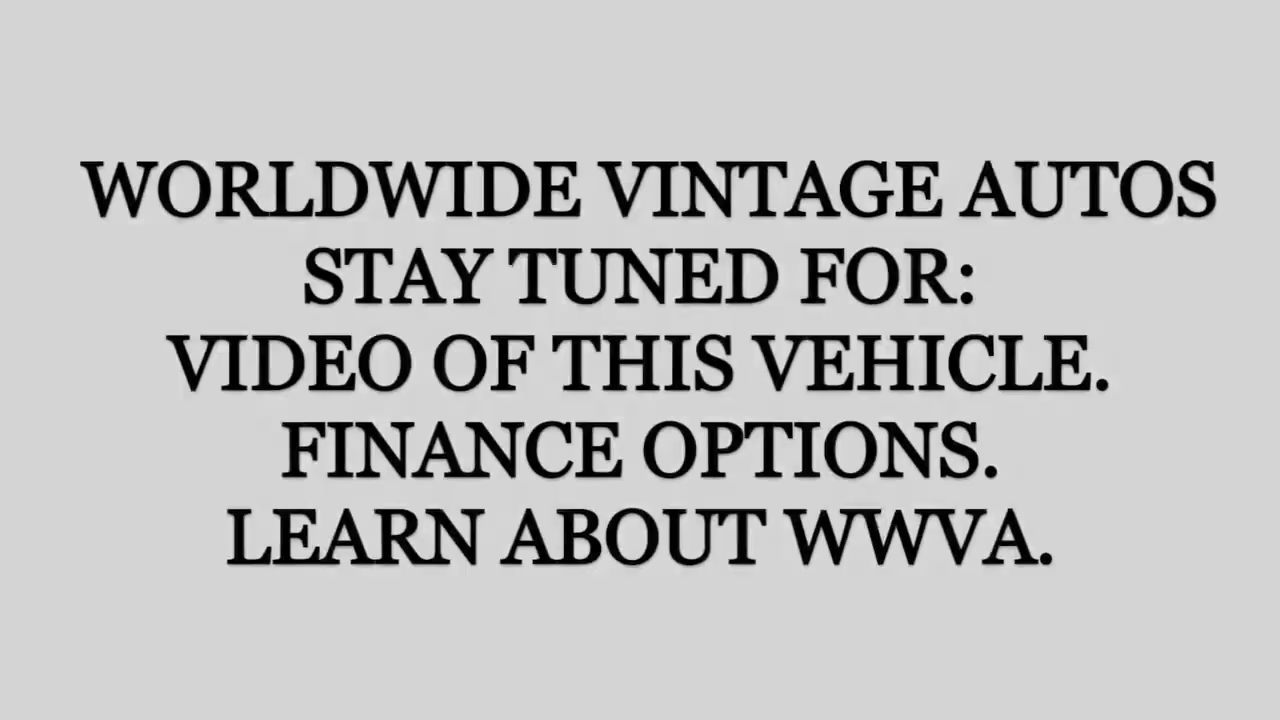 WORLDWIDE VINTAGE AUTOS
STAY TUNED FOR:
VIDEO OF THIS VEHICLE.
FINANCE OPTIONS.
LEARN ABOUT WWVA.